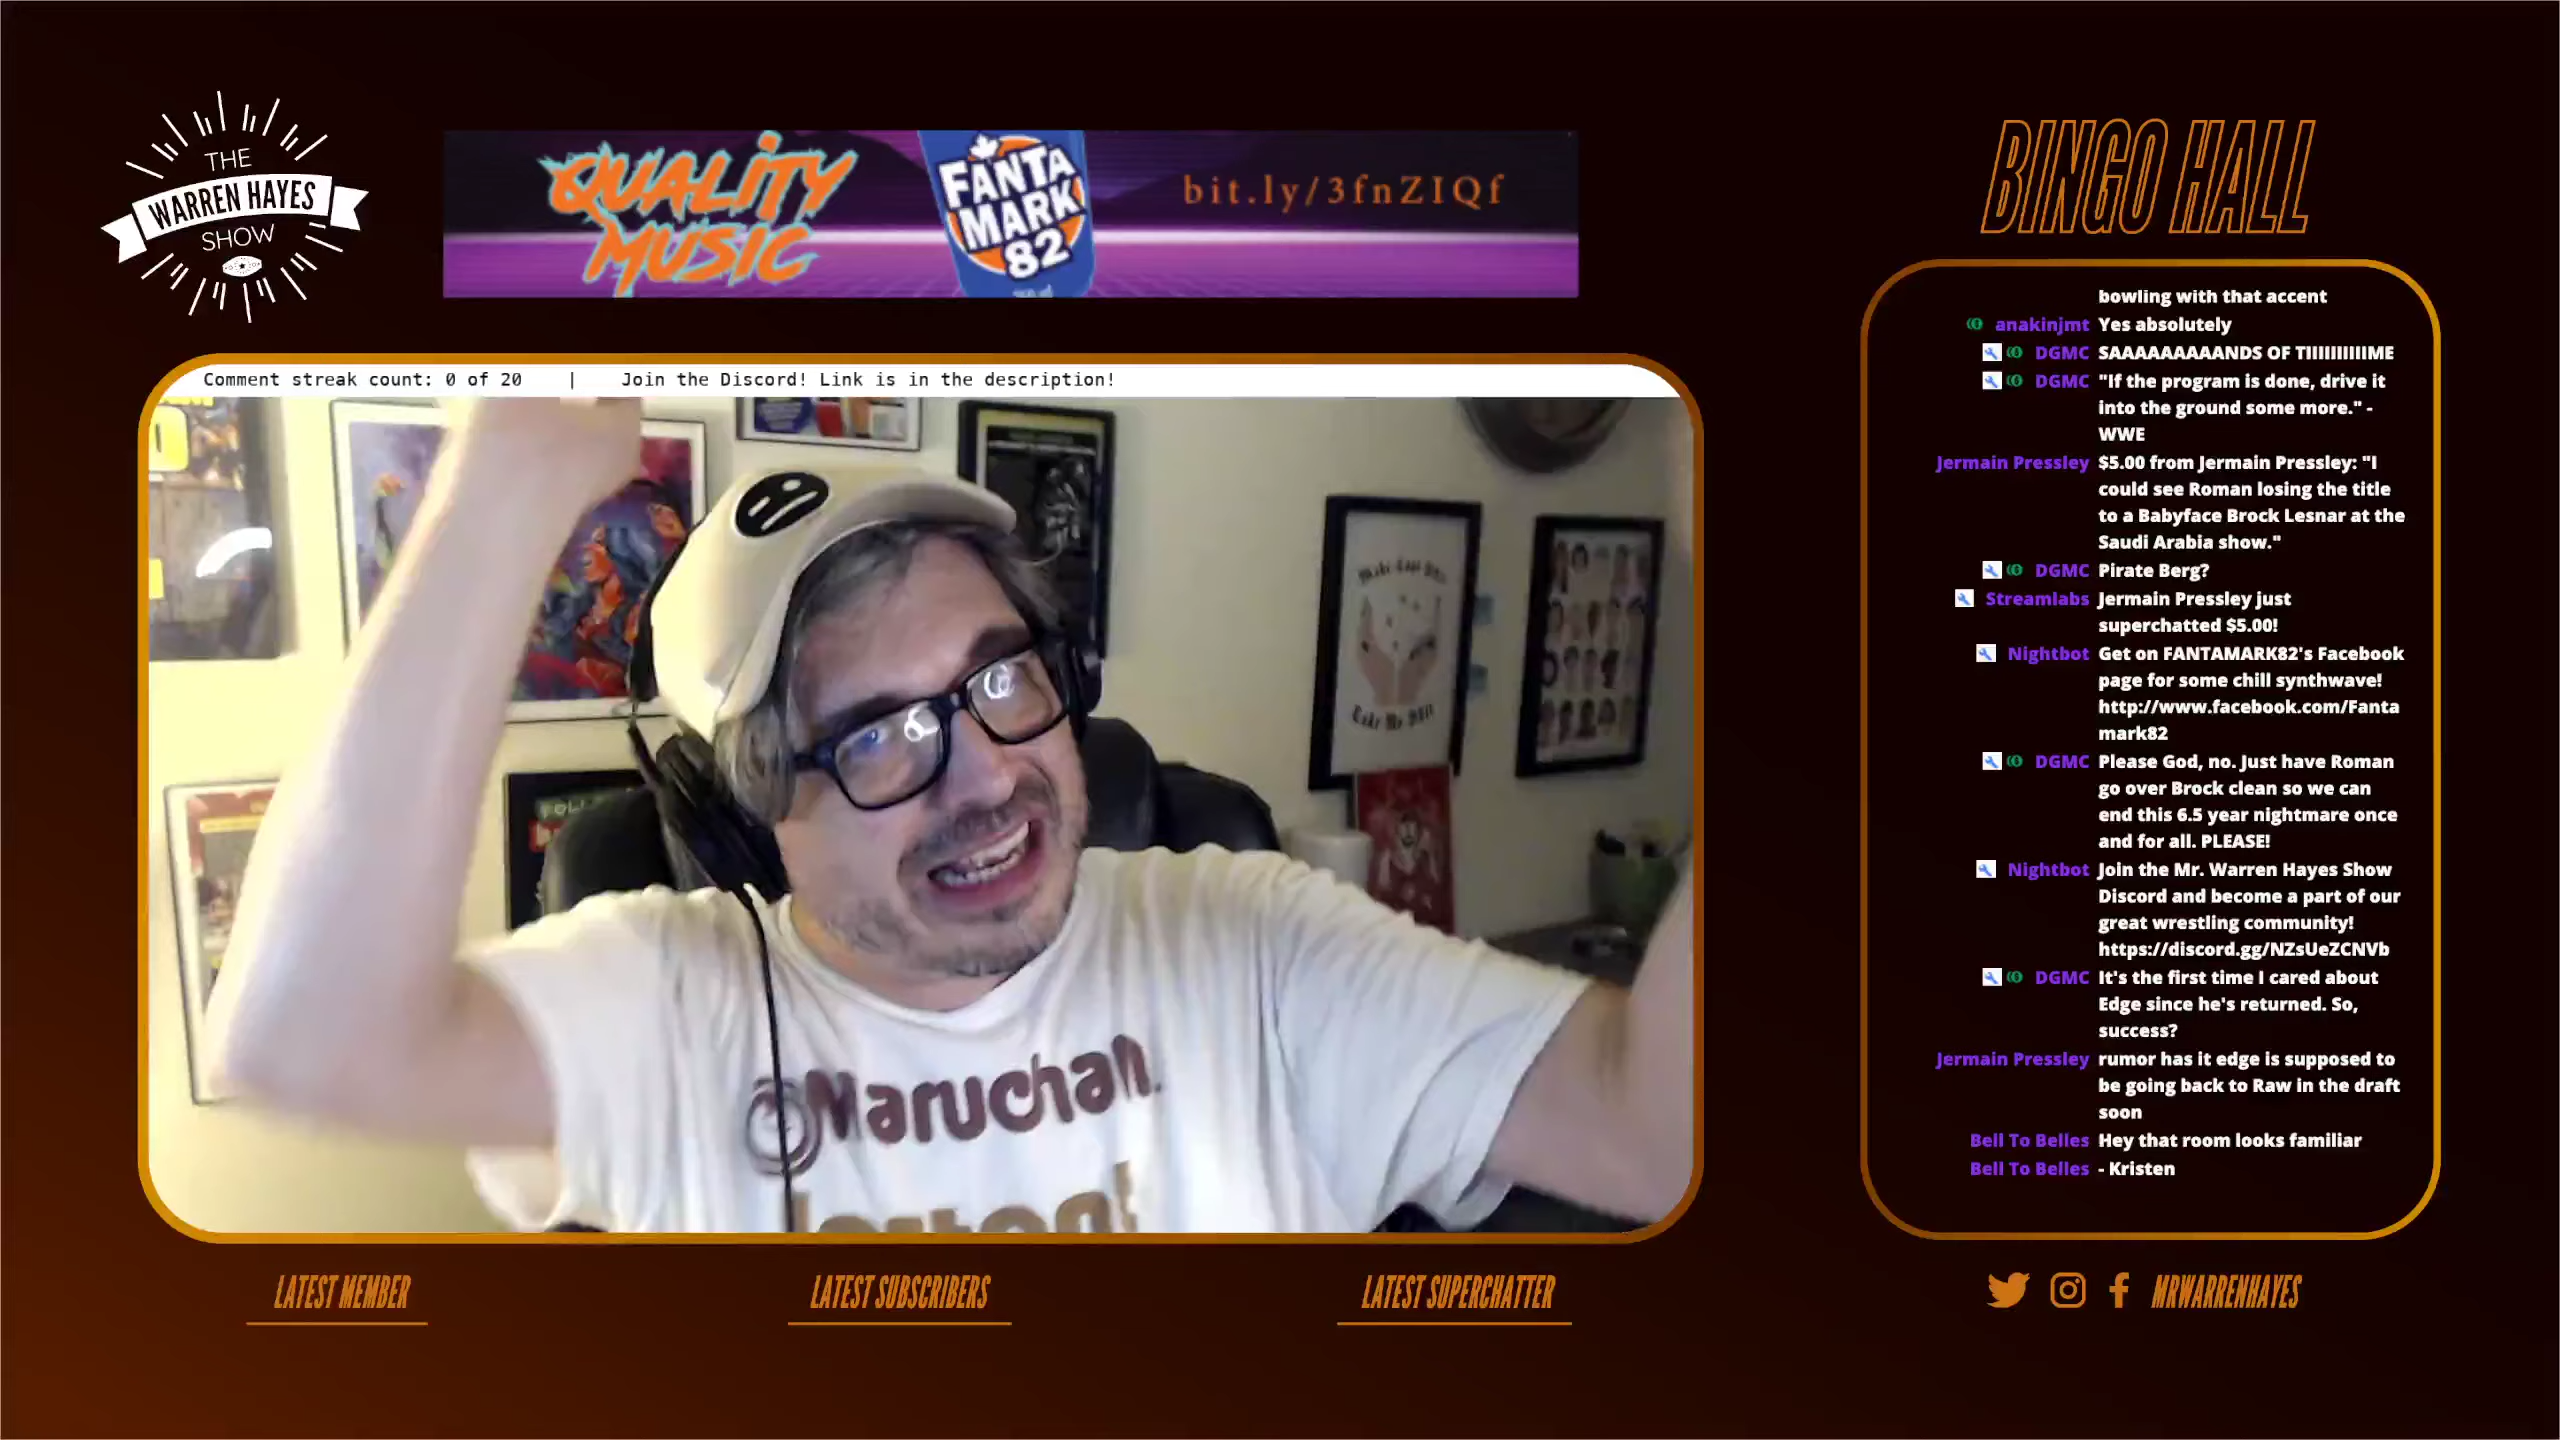 THE
WARREN HAYES
SHOW
QUALITY
MUSIC
FANTA
MARK
82
bit.ly/3fnZIQf
BINGO HALL
Comment streak count: 0 of 20 | Join the Discord! Link is in the description!
Maruchan
bowling with that accent
anakinjmt Yes absolutely
DGMC SAAAAAAAAAANDS OF TIIIIIIIIIIME
DGMC "If the program is done, drive it
into the ground some more." -
WWE
Jermain Pressley $5.00 from Jermain Pressley: "I
could see Roman losing the title
to a Babyface Brock Lesnar at the
Saudi Arabia show."
DGMC Pirate Berg?
Streamlabs Jermain Pressley just
superchatted $5.00!
Nightbot Get on FANTAMARK82's Facebook
page for some chill synthwave!
http://www.facebook.com/Fanta
mark82
DGMC Please God, no. Just have Roman
go over Brock clean so we can
end this 6.5 year nightmare once
and for all. PLEASE!
Nightbot Join the Mr. Warren Hayes Show
Discord and become a part of our
great wrestling community!
https://discord.gg/NZsUeZCNVb
DGMC It's the first time I cared about
Edge since he's returned. So,
success?
Jermain Pressley rumor has it edge is supposed to
be going back to Raw in the draft
soon
Bell To Belles Hey that room looks familiar
Bell To Belles - Kristen
LATEST MEMBER
LATEST SUBSCRIBERS
LATEST SUPERCHATTER
MRWARRENHAYES